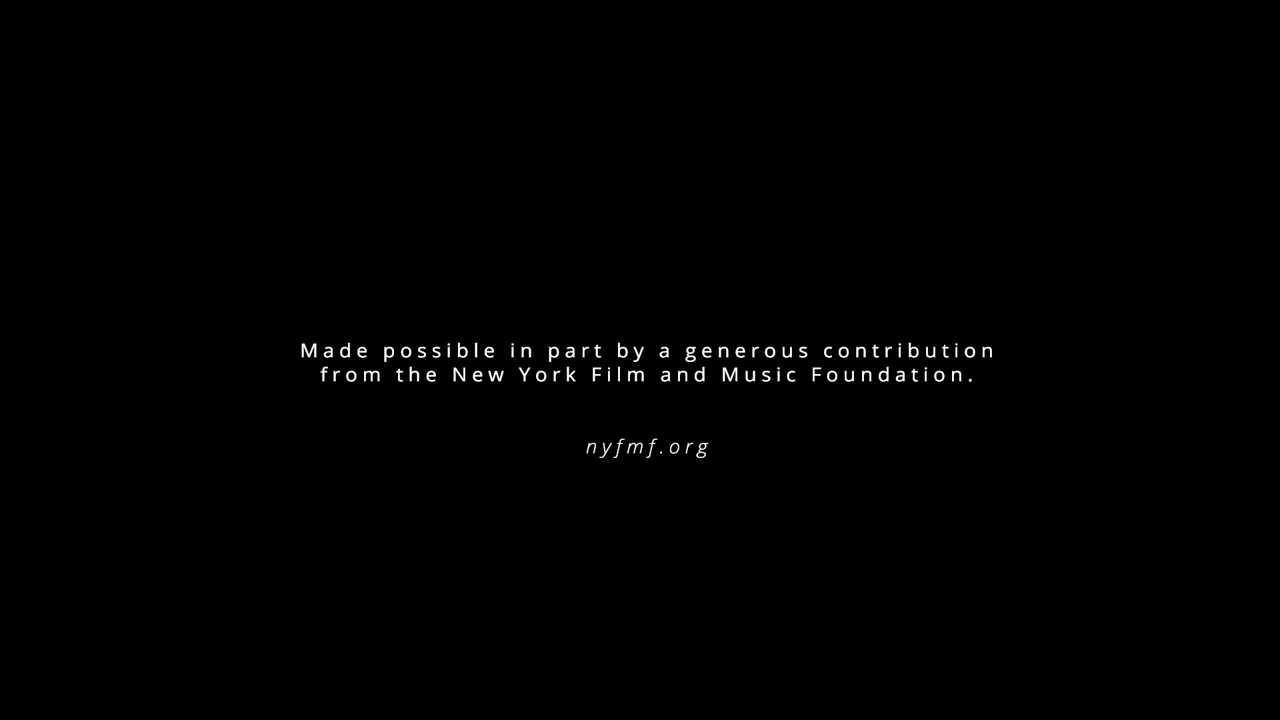 Made possible in part by a generous contribution
from the New York Film and Music Foundation.
nyfmf.org